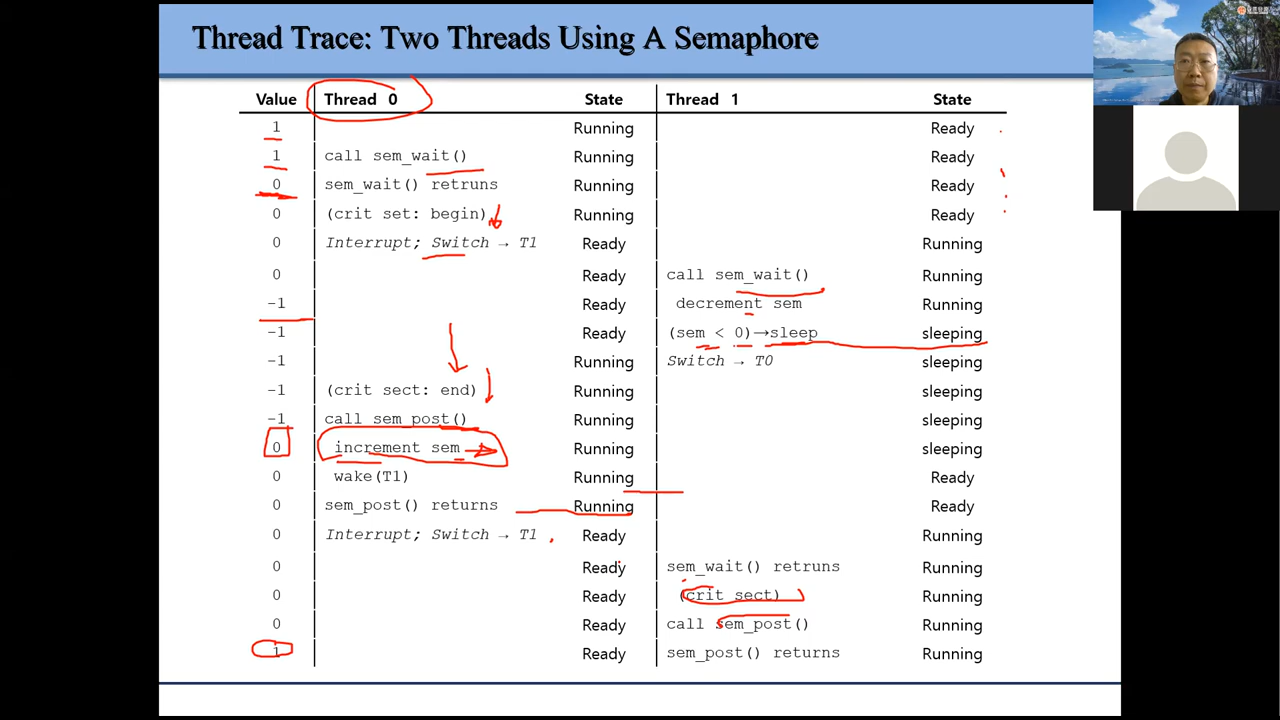 Thread Trace: Two Threads Using A Semaphore
Value Thread 0 State Thread 1 State
1 Running Ready
1 call sem_wait() Running Ready
0 sem_wait() retruns Running Ready
0 (crit set: begin) Running Ready
0 Interrupt; Switch → T1 Ready Running
0 Ready call sem_wait() Running
-1 Ready decrement sem Running
-1 Ready (sem < 0)→sleep sleeping
-1 Running Switch → T0 sleeping
-1 (crit sect: end) Running sleeping
-1 call sem_post() Running sleeping
0 increment sem Running sleeping
0 wake(T1) Running Ready
0 sem_post() returns Running Ready
0 Interrupt; Switch → T1 Ready Running
0 Ready sem_wait() retruns Running
0 Ready (crit sect) Running
0 Ready call sem_post() Running
1 Ready sem_post() returns Running